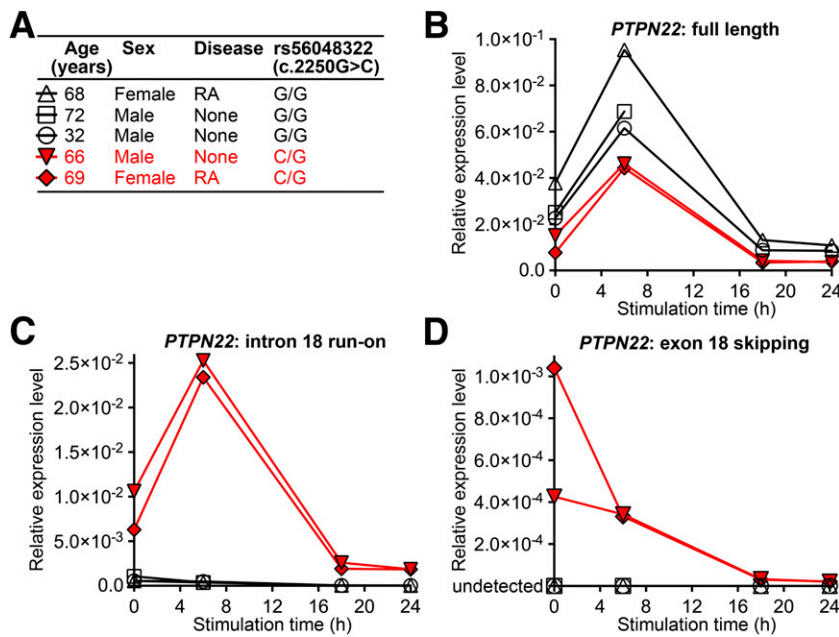 A
Age Sex Disease rs56048322
(years) (c.2250G>C)
68 Female RA G/G
72 Male None G/G
32 Male None G/G
66 Male None C/G
69 Female RA C/G
B
PTPN22: full length
Relative expression level
1.0×10⁻¹
8.0×10⁻²
6.0×10⁻²
4.0×10⁻²
2.0×10⁻²
0.0
0 4 8 12 16 20 24
Stimulation time (h)
C
PTPN22: intron 18 run-on
Relative expression level
2.5×10⁻²
2.0×10⁻²
1.0×10⁻²
1.0×10⁻²
5.0×10⁻³
0.0
0 4 8 12 16 20 24
Stimulation time (h)
D
PTPN22: exon 18 skipping
Relative expression level
1.0×10⁻³
8.0×10⁻⁴
6.0×10⁻⁴
4.0×10⁻⁴
2.0×10⁻⁴
undetected
0 4 8 12 16 20 24
Stimulation time (h)